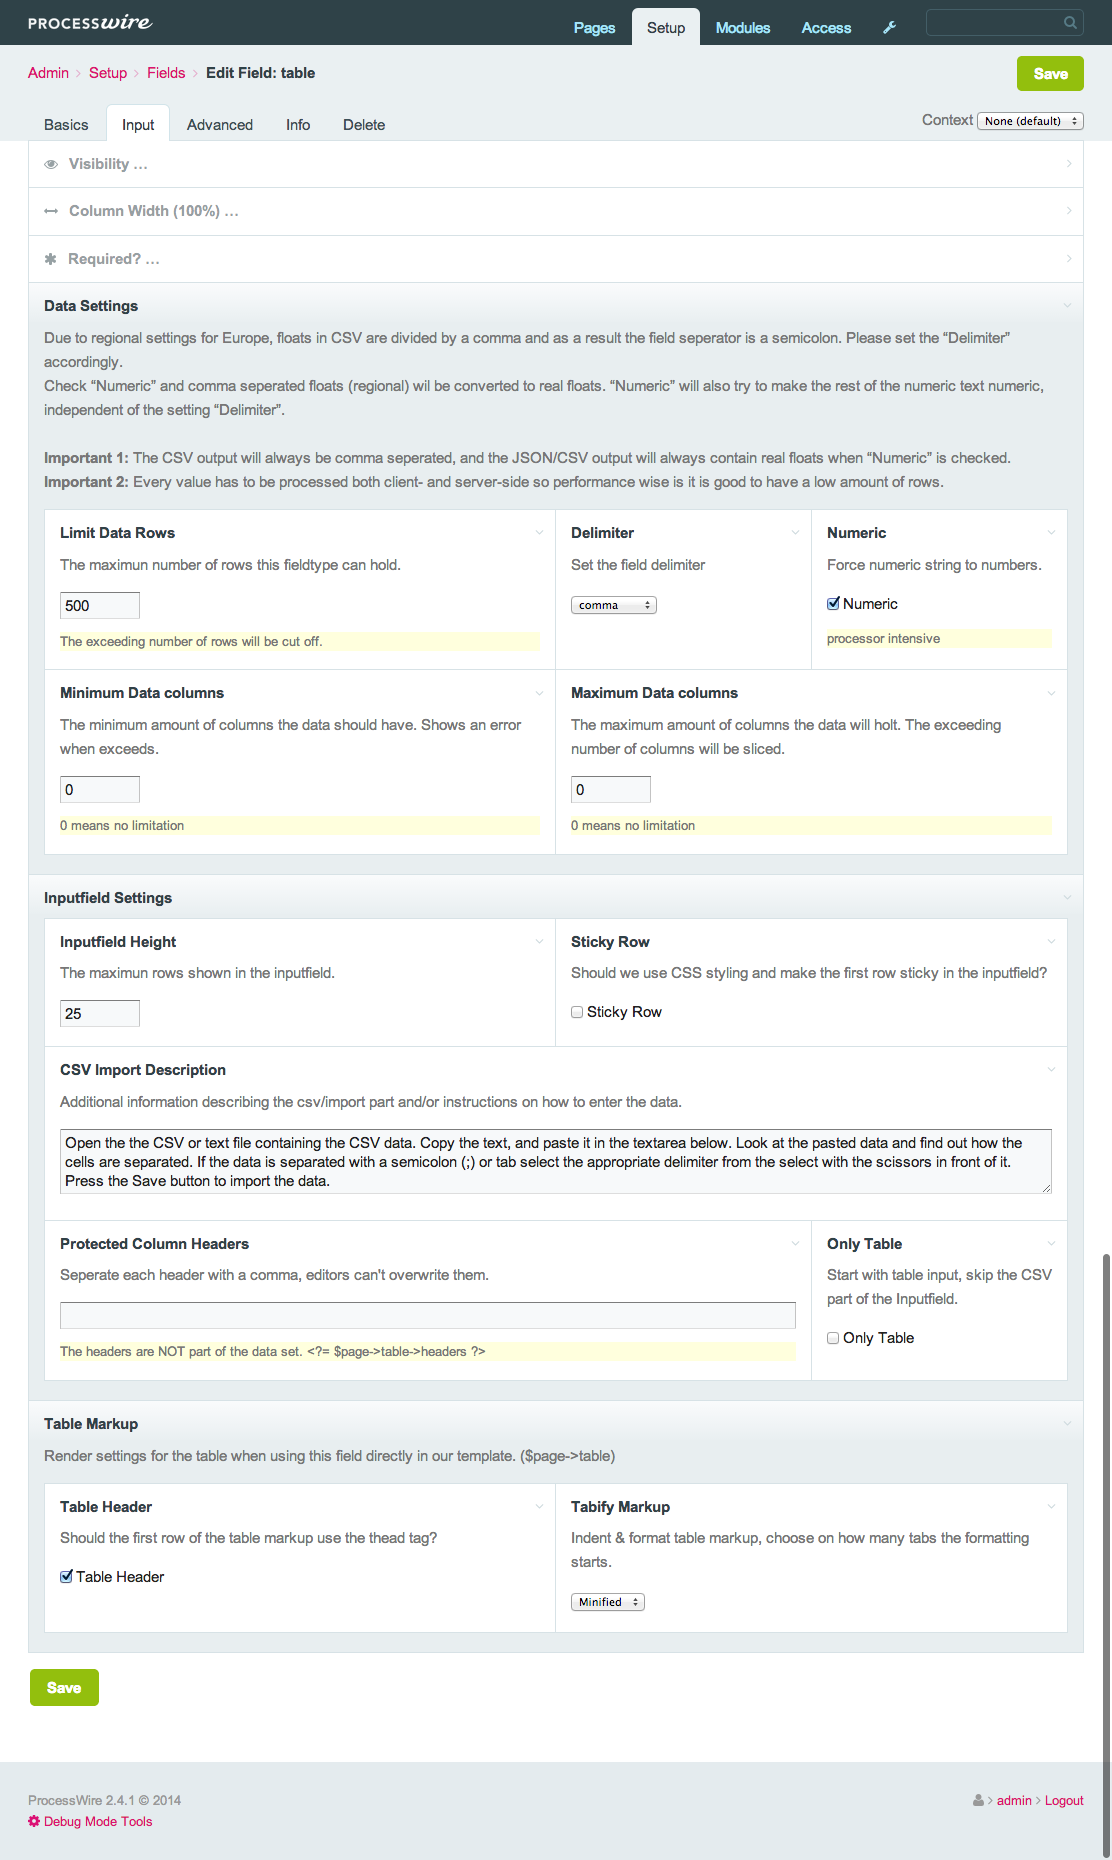 PROCESSwire
Pages
Setup
Modules
Access
Admin > Setup > Fields > Edit Field: table
Save
Basics
Input
Advanced
Info
Delete
Context None (default)
Visibility ...
Column Width (100%) ...
Required? ...
Data Settings
Due to regional settings for Europe, floats in CSV are divided by a comma and as a result the field seperator is a semicolon. Please set the “Delimiter”
accordingly.
Check “Numeric” and comma seperated floats (regional) wil be converted to real floats. “Numeric” will also try to make the rest of the numeric text numeric,
independent of the setting “Delimiter”.
Important 1: The CSV output will always be comma seperated, and the JSON/CSV output will always contain real floats when “Numeric” is checked.
Important 2: Every value has to be processed both client- and server-side so performance wise is it is good to have a low amount of rows.
Limit Data Rows
The maximun number of rows this fieldtype can hold.
500
The exceeding number of rows will be cut off.
Delimiter
Set the field delimiter
comma
Numeric
Force numeric string to numbers.
Numeric
processor intensive
Minimum Data columns
The minimum amount of columns the data should have. Shows an error
when exceeds.
0
0 means no limitation
Maximum Data columns
The maximum amount of columns the data will holt. The exceeding
number of columns will be sliced.
0
0 means no limitation
Inputfield Settings
Inputfield Height
The maximun rows shown in the inputfield.
25
Sticky Row
Should we use CSS styling and make the first row sticky in the inputfield?
Sticky Row
CSV Import Description
Additional information describing the csv/import part and/or instructions on how to enter the data.
Open the the CSV or text file containing the CSV data. Copy the text, and paste it in the textarea below. Look at the pasted data and find out how the
cells are separated. If the data is separated with a semicolon (;) or tab select the appropriate delimiter from the select with the scissors in front of it.
Press the Save button to import the data.
Protected Column Headers
Seperate each header with a comma, editors can't overwrite them.
The headers are NOT part of the data set. <?= $page->table->headers ?>
Only Table
Start with table input, skip the CSV
part of the Inputfield.
Only Table
Table Markup
Render settings for the table when using this field directly in our template. ($page->table)
Table Header
Should the first row of the table markup use the thead tag?
Table Header
Tabify Markup
Indent & format table markup, choose on how many tabs the formatting
starts.
Minified
Save
ProcessWire 2.4.1 © 2014
Debug Mode Tools
> admin > Logout